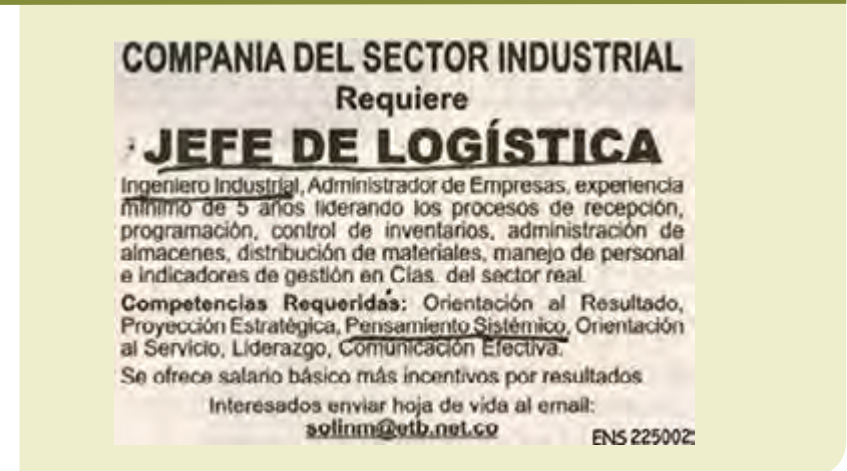 COMPANIA DEL SECTOR INDUSTRIAL
Requiere
JEFE DE LOGÍSTICA
Ingeniero Industrial, Administrador de Empresas, experiencia
mínimo de 5 años liderando los procesos de recepción,
programación, control de inventarios, administración de
almacenes, distribución de materiales, manejo de personal
e indicadores de gestión en Cías. del sector real.
Competencias Requeridas: Orientación al Resultado,
Proyección Estratégica, Pensamiento Sistémico, Orientación
al Servicio, Liderazgo, Comunicación Efectiva.
Se ofrece salario básico más incentivos por resultados
Interesados enviar hoja de vida al email:
solinm@etb.net.co
ENS 225002